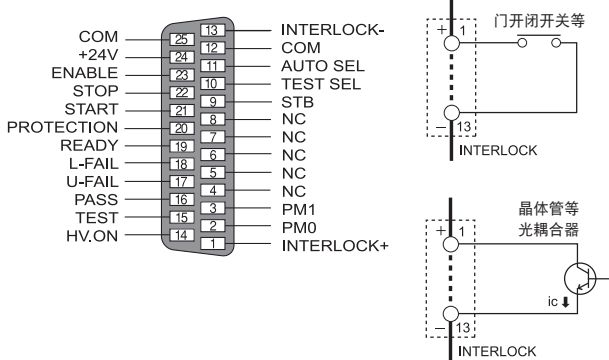 COM 25 13 INTERLOCK-
+24V 24 12 COM
ENABLE 23 11 AUTO SEL
STOP 22 10 TEST SEL
START 21 9 STB
PROTECTION 20 8 NC
READY 19 7 NC
L-FAIL 18 6 NC
U-FAIL 17 5 NC
PASS 16 4 NC
TEST 15 3 PM1
HV.ON 14 2 PM0
1 INTERLOCK+
门开闭开关等
+ 1
− 13
INTERLOCK
晶体管等
光耦合器
+ 1
ic
− 13
INTERLOCK